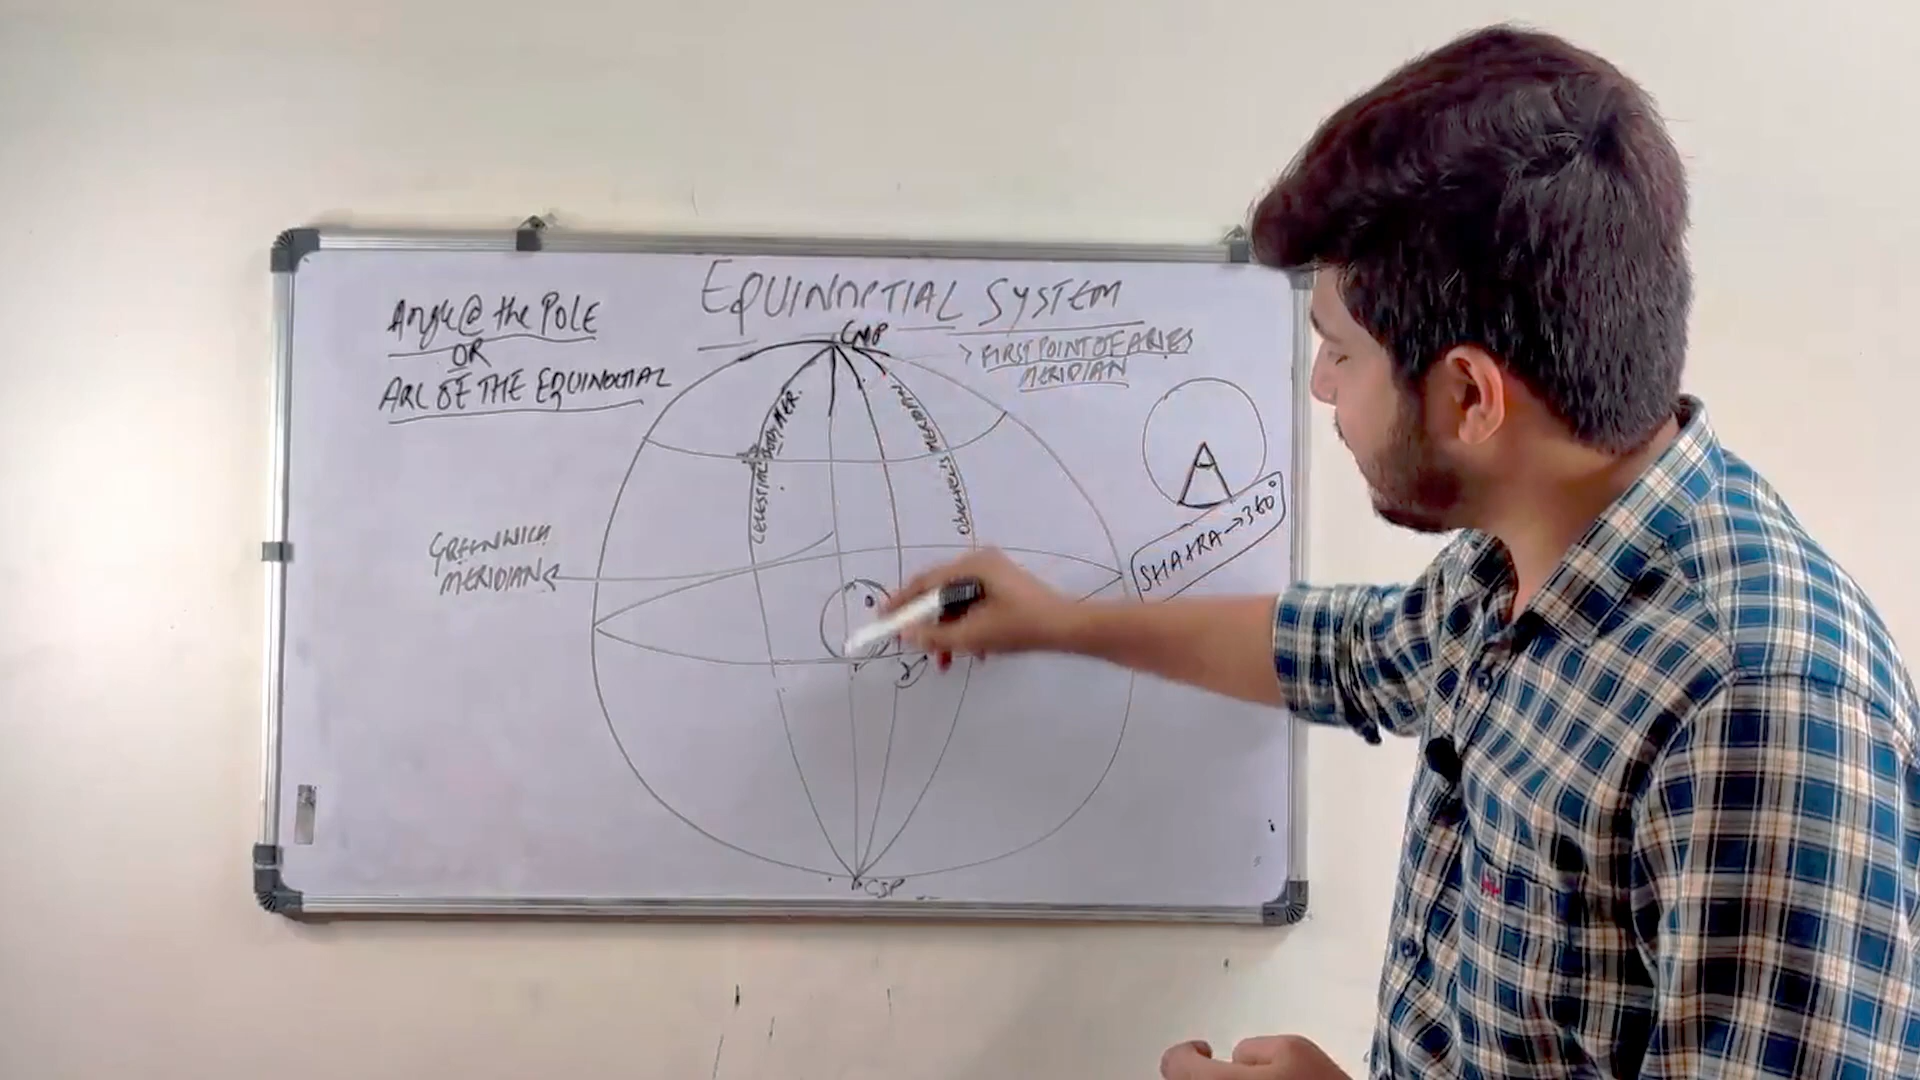 EQUINOCTIAL SYSTEM
Angle@ the POLE
OR
ARC OF THE EQUINOCTIAL
CNP
> FIRST POINT OF ARIES
MERIDIAN
CELESTIAL BODY MER.
OBSERVER'S MERIDIAN
GREENWICH
MERIDIAN
A
SHA+RA→360°
γ
CSP